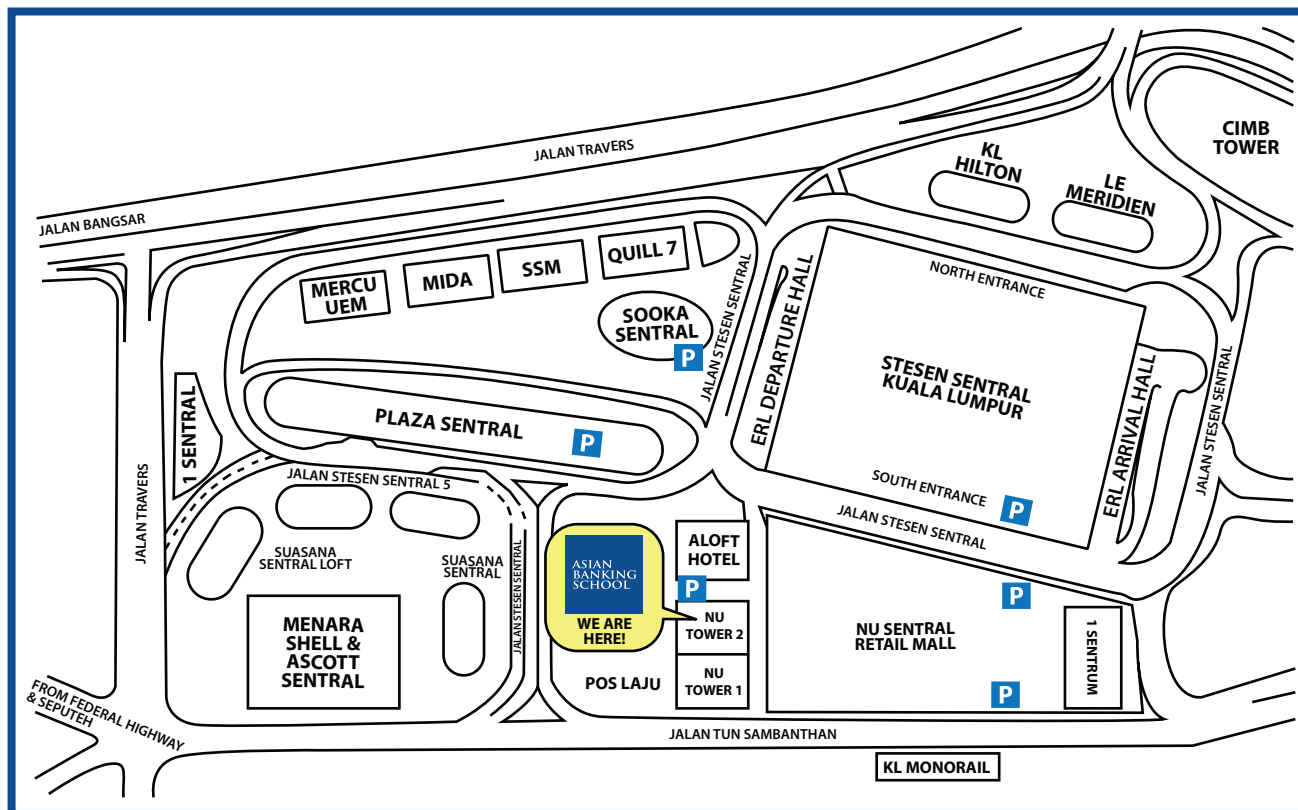 CIMB
TOWER
KL
HILTON
LE
MERIDIEN
JALAN TRAVERS
JALAN BANGSAR
QUILL 7
SSM
MIDA
MERCU
UEM
SOOKA
SENTRAL
P
JALAN STESEN SENTRAL
ERL DEPARTURE HALL
NORTH ENTRANCE
STESEN SENTRAL
KUALA LUMPUR
SOUTH ENTRANCE
P
ERL ARRIVAL HALL
JALAN STESEN SENTRAL
1 SENTRAL
PLAZA SENTRAL
P
JALAN TRAVERS
JALAN STESEN SENTRAL 5
JALAN STESEN SENTRAL
SUASANA
SENTRAL LOFT
SUASANA
SENTRAL
JALAN STESEN SENTRAL
ASIAN
BANKING
SCHOOL
WE ARE
HERE!
ALOFT
HOTEL
P
NU
TOWER 2
NU
TOWER 1
POS LAJU
MENARA
SHELL &
ASCOTT
SENTRAL
NU SENTRAL
RETAIL MALL
P
P
1 SENTRUM
FROM FEDERAL HIGHWAY
& SEPUTEH
JALAN TUN SAMBANTHAN
KL MONORAIL